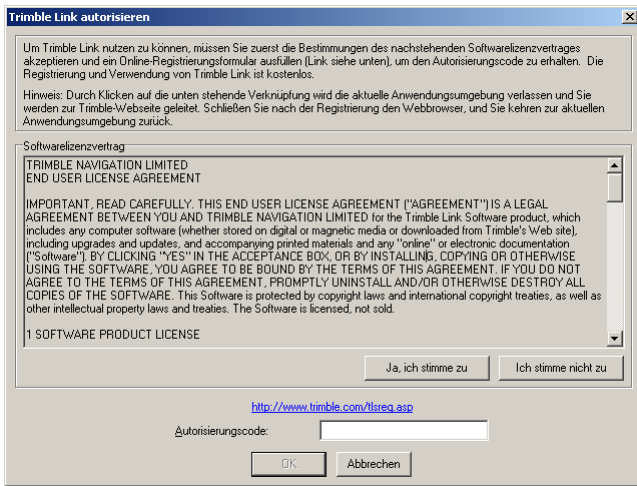 Trimble Link autorisieren
Um Trimble Link nutzen zu können, müssen Sie zuerst die Bestimmungen des nachstehenden Softwarelizenzvertrages
akzeptieren und ein Online-Registrierungsformular ausfüllen (Link siehe unten), um den Autorisierungscode zu erhalten. Die
Registrierung und Verwendung von Trimble Link ist kostenlos.
Hinweis: Durch Klicken auf die unten stehende Verknüpfung wird die aktuelle Anwendungsumgebung verlassen und Sie
werden zur Trimble-Webseite geleitet. Schließen Sie nach der Registrierung den Webbrowser, und Sie kehren zur aktuellen
Anwendungsumgebung zurück.
Softwarelizenzvertrag
TRIMBLE NAVIGATION LIMITED
END USER LICENSE AGREEMENT
IMPORTANT, READ CAREFULLY. THIS END USER LICENSE AGREEMENT ("AGREEMENT") IS A LEGAL
AGREEMENT BETWEEN YOU AND TRIMBLE NAVIGATION LIMITED for the Trimble Link Software product, which
includes any computer software (whether stored on digital or magnetic media or downloaded from Trimble's Web site),
including upgrades and updates, and accompanying printed materials and any "online" or electronic documentation
("Software"). BY CLICKING "YES" IN THE ACCEPTANCE BOX, OR BY INSTALLING, COPYING OR OTHERWISE
USING THE SOFTWARE, YOU AGREE TO BE BOUND BY THE TERMS OF THIS AGREEMENT. IF YOU DO NOT
AGREE TO THE TERMS OF THIS AGREEMENT, PROMPTLY UNINSTALL AND/OR OTHERWISE DESTROY ALL
COPIES OF THE SOFTWARE. This Software is protected by copyright laws and international copyright treaties, as well as
other intellectual property laws and treaties. The Software is licensed, not sold.
1 SOFTWARE PRODUCT LICENSE
Ja, ich stimme zu Ich stimme nicht zu
http://www.trimble.com/tlsreg.asp
Autorisierungscode:
OK Abbrechen